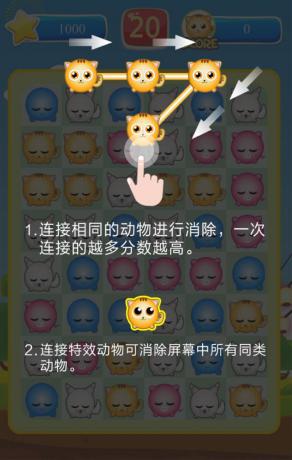 1000
20
0
ORE
1.连接相同的动物进行消除，一次
连接的越多分数越高。
2.连接特效动物可消除屏幕中所有同类
动物。